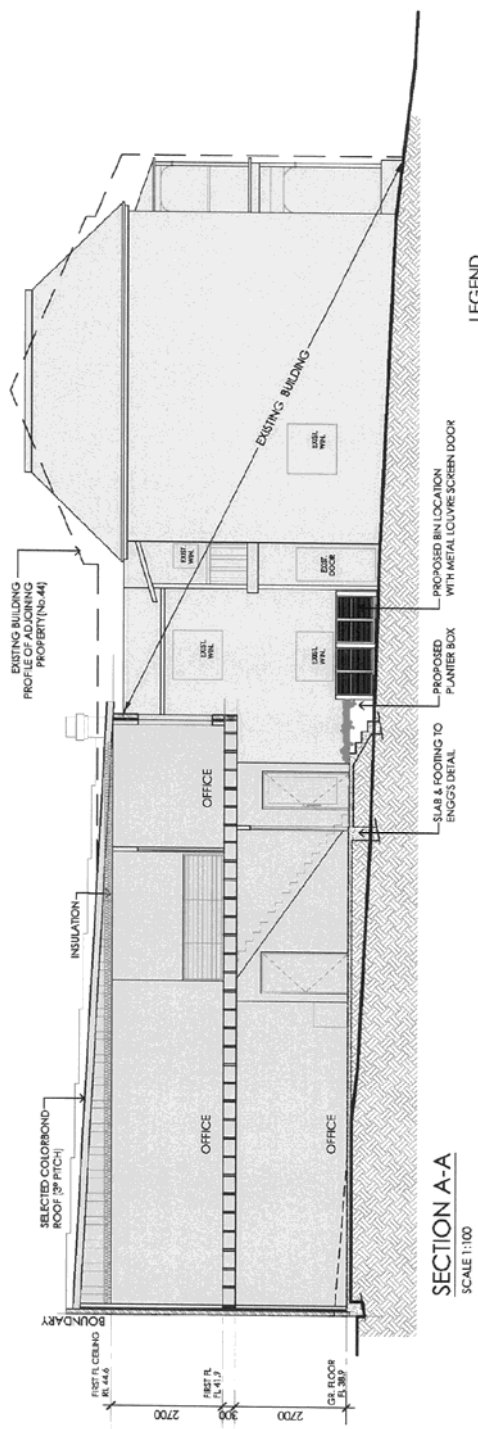 EXISTING BUILDING
PROFILE OF ADJOINING
PROPERTY(No.44)
INSULATION
SELECTED COLORBOND
ROOF (3º PITCH)
BOUNDARY
FIRST FL CEILING
RL 44.6
FIRST FL
FL 41.9
GR. FLOOR
FL 38.9
2700
300
2700
OFFICE
OFFICE
OFFICE
EXIST.
WIN.
EXIST.
WIN.
EXIST.
WIN.
EXIST.
DOOR
EXIST.
WIN.
EXISTING BUILDING
SLAB & FOOTING TO
ENGG'S DETAIL
PROPOSED
PLANTER BOX
PROPOSED BIN LOCATION
WITH METAL LOUVRE SCREEN DOOR
LEGEND
SECTION A-A
SCALE 1:100